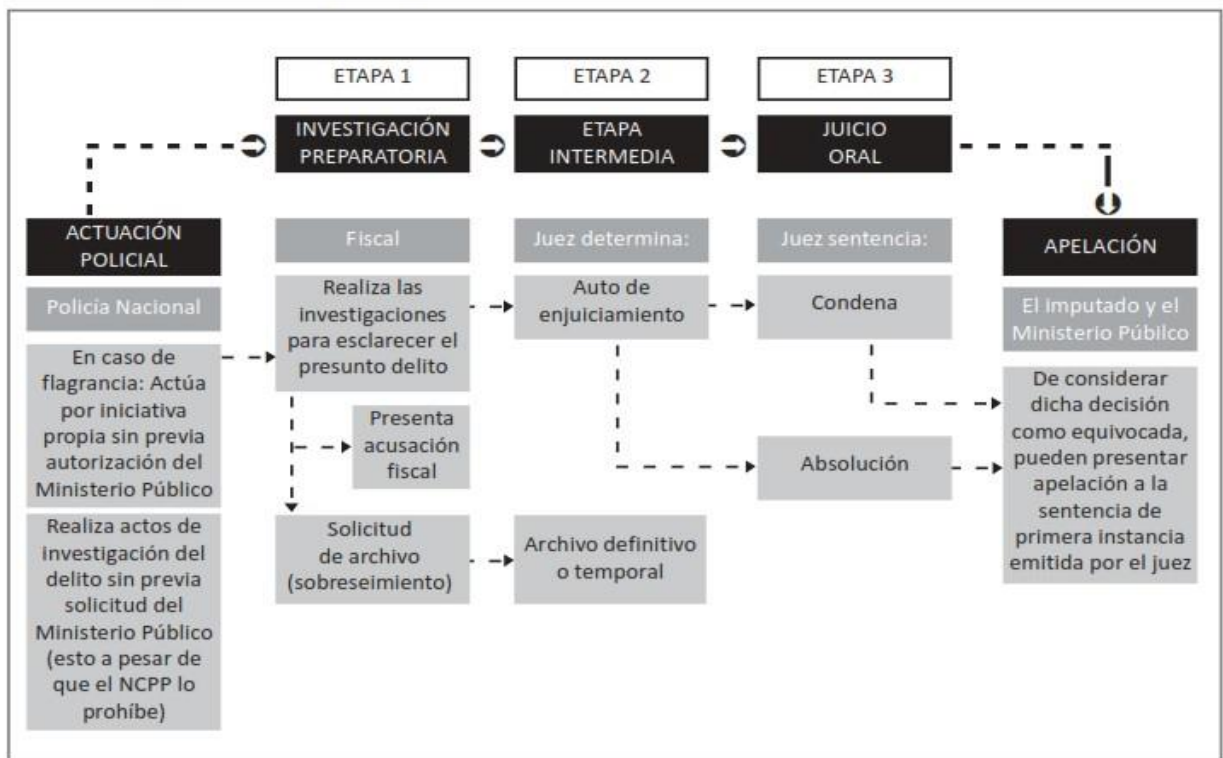 ETAPA 1
ETAPA 2
ETAPA 3
INVESTIGACIÓN
PREPARATORIA
ETAPA
INTERMEDIA
JUICIO
ORAL
ACTUACIÓN
POLICIAL
Policía Nacional
En caso de
flagrancia: Actúa
por iniciativa
propia sin previa
autorización del
Ministerio Público
Realiza actos de
investigación del
delito sin previa
solicitud del
Ministerio Público
(esto a pesar de
que el NCPP lo
prohíbe)
Fiscal
Realiza las
investigaciones
para esclarecer el
presunto delito
Presenta
acusación
fiscal
Solicitud
de archivo
(sobreseimiento)
Juez determina:
Auto de
enjuiciamiento
Archivo definitivo
o temporal
Juez sentencia:
Condena
Absolución
APELACIÓN
El imputado y el
Ministerio Púbilco
De considerar
dicha decisión
como equivocada,
pueden presentar
apelación a la
sentencia de
primera instancia
emitida por el juez